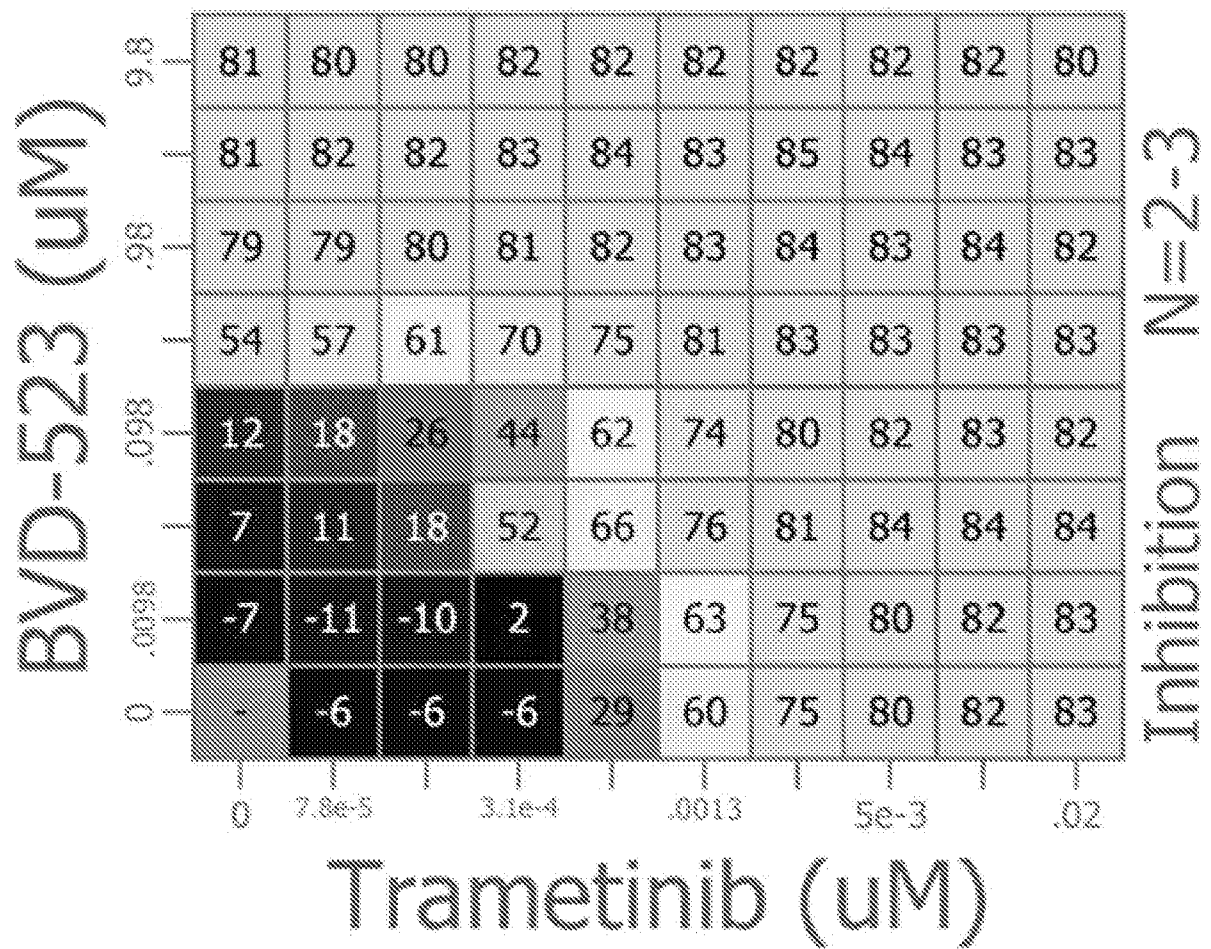 BVD-523 (uM)
9.8
.98
.098
.0098
0
81 80 80 82 82 82 82 82 82 80
81 82 82 83 84 83 85 84 83 83
79 79 80 81 82 83 84 83 84 82
54 57 61 70 75 81 83 83 83 83
12 18 26 44 62 74 80 82 83 82
7 11 18 52 66 76 81 84 84 84
-7 -11 -10 2 38 63 75 80 82 83
- -6 -6 -6 29 60 75 80 82 83
0 7.8e-5 3.1e-4 .0013 5e-3 .02
Trametinib (uM)
Inhibition N=2-3